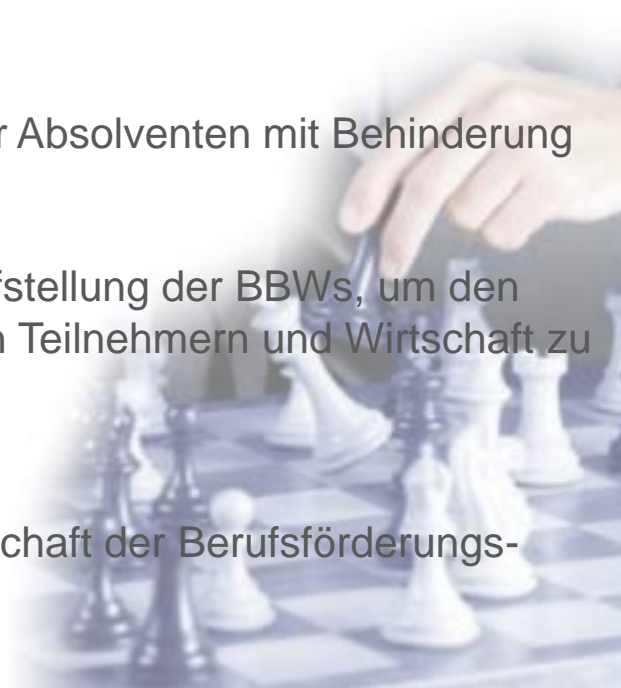 r Absolventen mit Behinderung
fstellung der BBWs, um den
n Teilnehmern und Wirtschaft zu
chaft der Berufsförderungs-